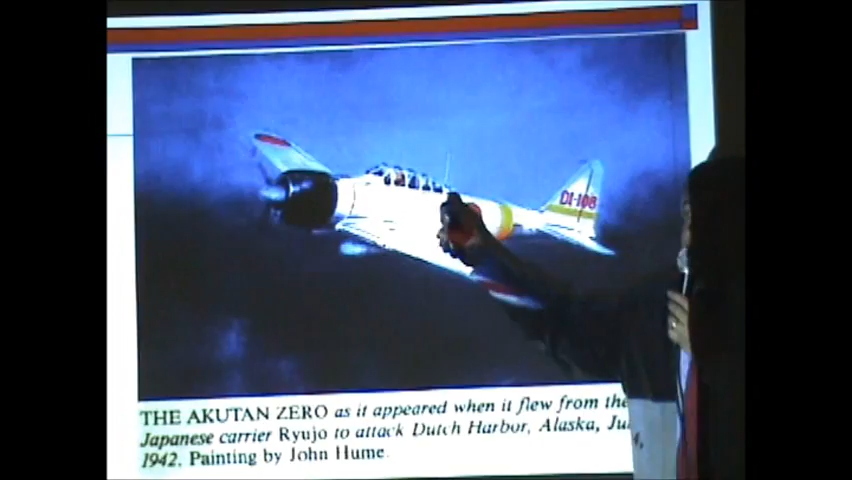 DI-108
THE AKUTAN ZERO as it appeared when it flew from the
Japanese carrier Ryujo to attack Dutch Harbor, Alaska,
1942. Painting by John Hume.